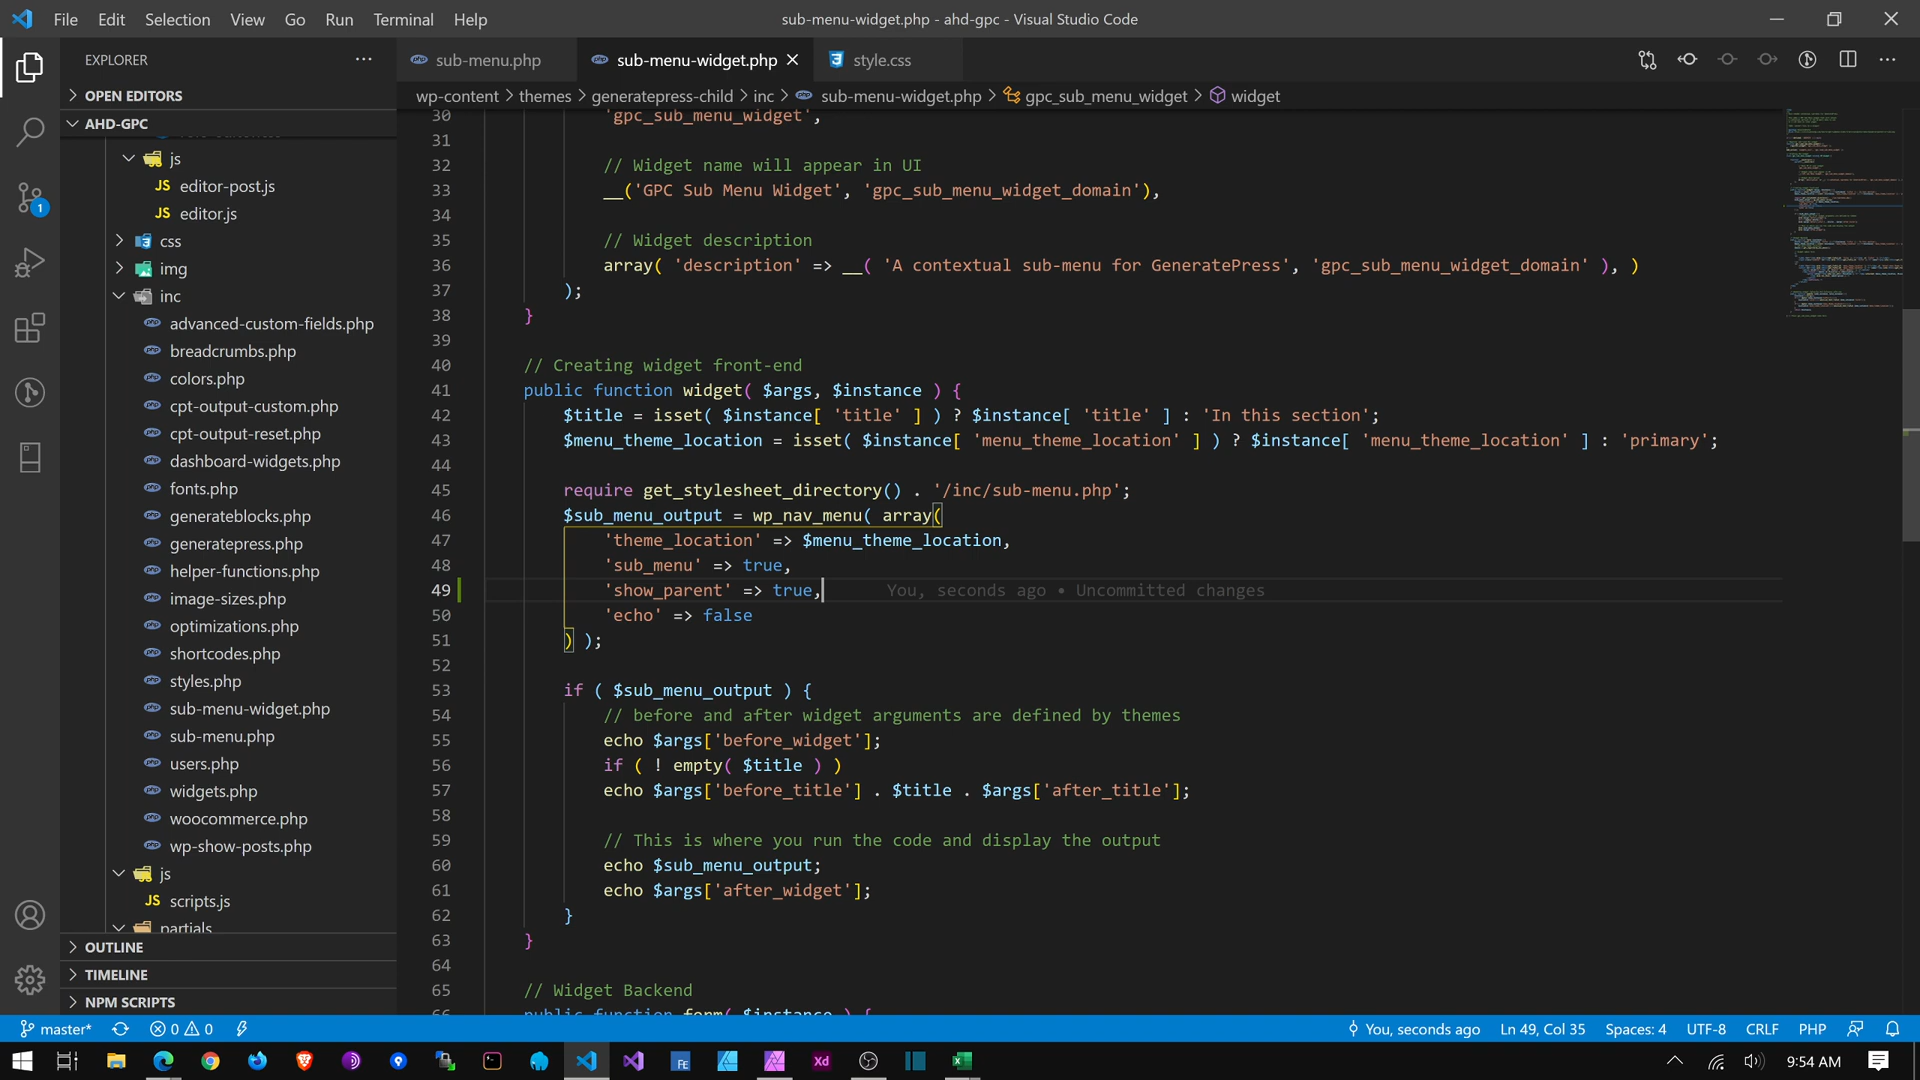 File Edit Selection View Go Run Terminal Help
sub-menu-widget.php - ahd-gpc - Visual Studio Code
EXPLORER
OPEN EDITORS
AHD-GPC
js
JS editor-post.js
JS editor.js
css
img
inc
advanced-custom-fields.php
breadcrumbs.php
colors.php
cpt-output-custom.php
cpt-output-reset.php
dashboard-widgets.php
fonts.php
generateblocks.php
generatepress.php
helper-functions.php
image-sizes.php
optimizations.php
shortcodes.php
styles.php
sub-menu-widget.php
sub-menu.php
users.php
widgets.php
woocommerce.php
wp-show-posts.php
js
JS scripts.js
partials
OUTLINE
TIMELINE
NPM SCRIPTS
1
sub-menu.php
sub-menu-widget.php
style.css
wp-content > themes > generatepress-child > inc > sub-menu-widget.php > gpc_sub_menu_widget > widget
30 'gpc_sub_menu_widget',
31
32 // Widget name will appear in UI
33 __('GPC Sub Menu Widget', 'gpc_sub_menu_widget_domain'),
34
35 // Widget description
36 array( 'description' => __( 'A contextual sub-menu for GeneratePress', 'gpc_sub_menu_widget_domain' ), )
37 );
38 }
39
40 // Creating widget front-end
41 public function widget( $args, $instance ) {
42 $title = isset( $instance[ 'title' ] ) ? $instance[ 'title' ] : 'In this section';
43 $menu_theme_location = isset( $instance[ 'menu_theme_location' ] ) ? $instance[ 'menu_theme_location' ] : 'primary';
44
45 require get_stylesheet_directory() . '/inc/sub-menu.php';
46 $sub_menu_output = wp_nav_menu( array(
47 'theme_location' => $menu_theme_location,
48 'sub_menu' => true,
49 'show_parent' => true, You, seconds ago • Uncommitted changes
50 'echo' => false
51 ) );
52
53 if ( $sub_menu_output ) {
54 // before and after widget arguments are defined by themes
55 echo $args['before_widget'];
56 if ( ! empty( $title ) )
57 echo $args['before_title'] . $title . $args['after_title'];
58
59 // This is where you run the code and display the output
60 echo $sub_menu_output;
61 echo $args['after_widget'];
62 }
63 }
64
65 // Widget Backend
66 public function form( $instance ) {
master* 0 0
You, seconds ago Ln 49, Col 35 Spaces: 4 UTF-8 CRLF PHP
FE Xd
9:54 AM